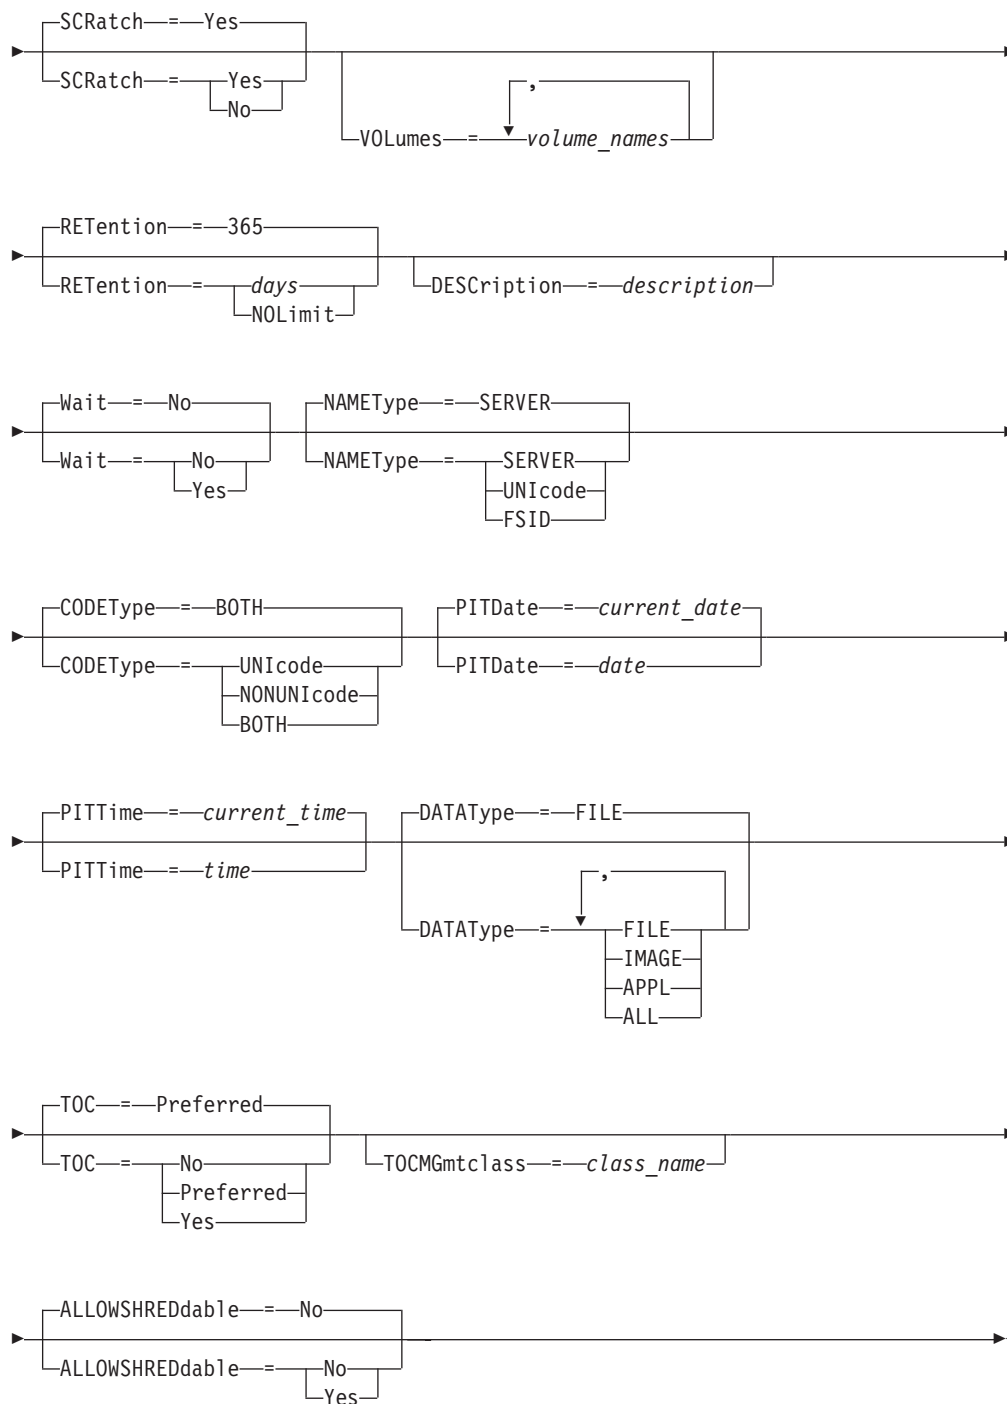 SCRatch = Yes
SCRatch = Yes
No
,
VOLumes = volume_names
RETention = 365
RETention = days
NOLimit
DESCription = description
Wait = No
Wait = No
Yes
NAMEType = SERVER
NAMEType = SERVER
UNIcode
FSID
CODEType = BOTH
CODEType = UNIcode
NONUNIcode
BOTH
PITDate = current_date
PITDate = date
PITTime = current_time
PITTime = time
DATAType = FILE
,
DATAType = FILE
IMAGE
APPL
ALL
TOC = Preferred
TOC = No
Preferred
Yes
TOCMGmtclass = class_name
ALLOWSHREDdable = No
ALLOWSHREDdable = No
Yes